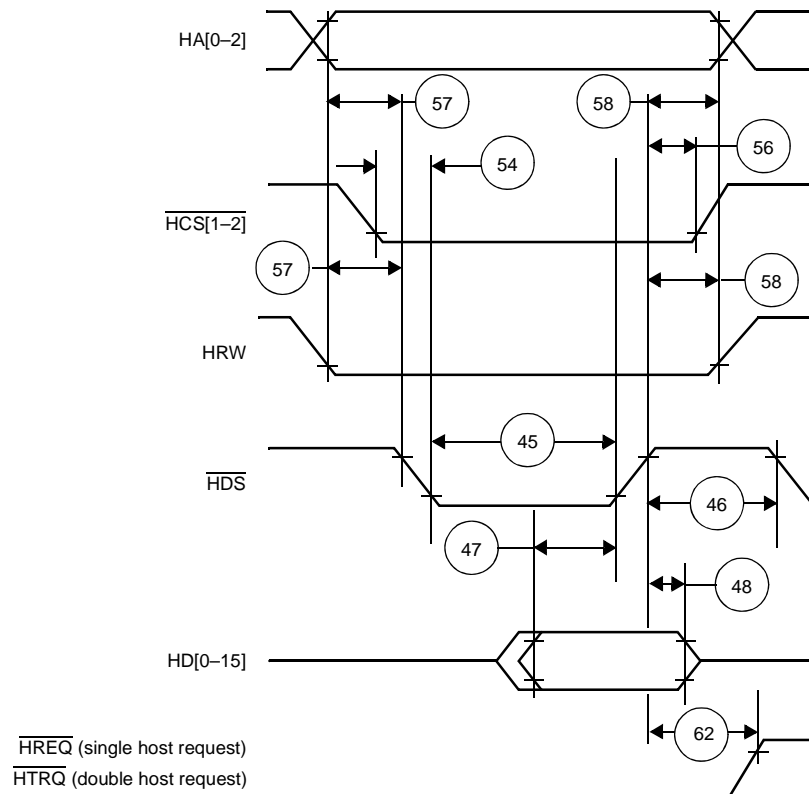 HA[0–2]
57
58
56
54
HCS[1–2]
57
58
HRW
45
HDS
46
47
48
HD[0–15]
62
HREQ (single host request)
HTRQ (double host request)